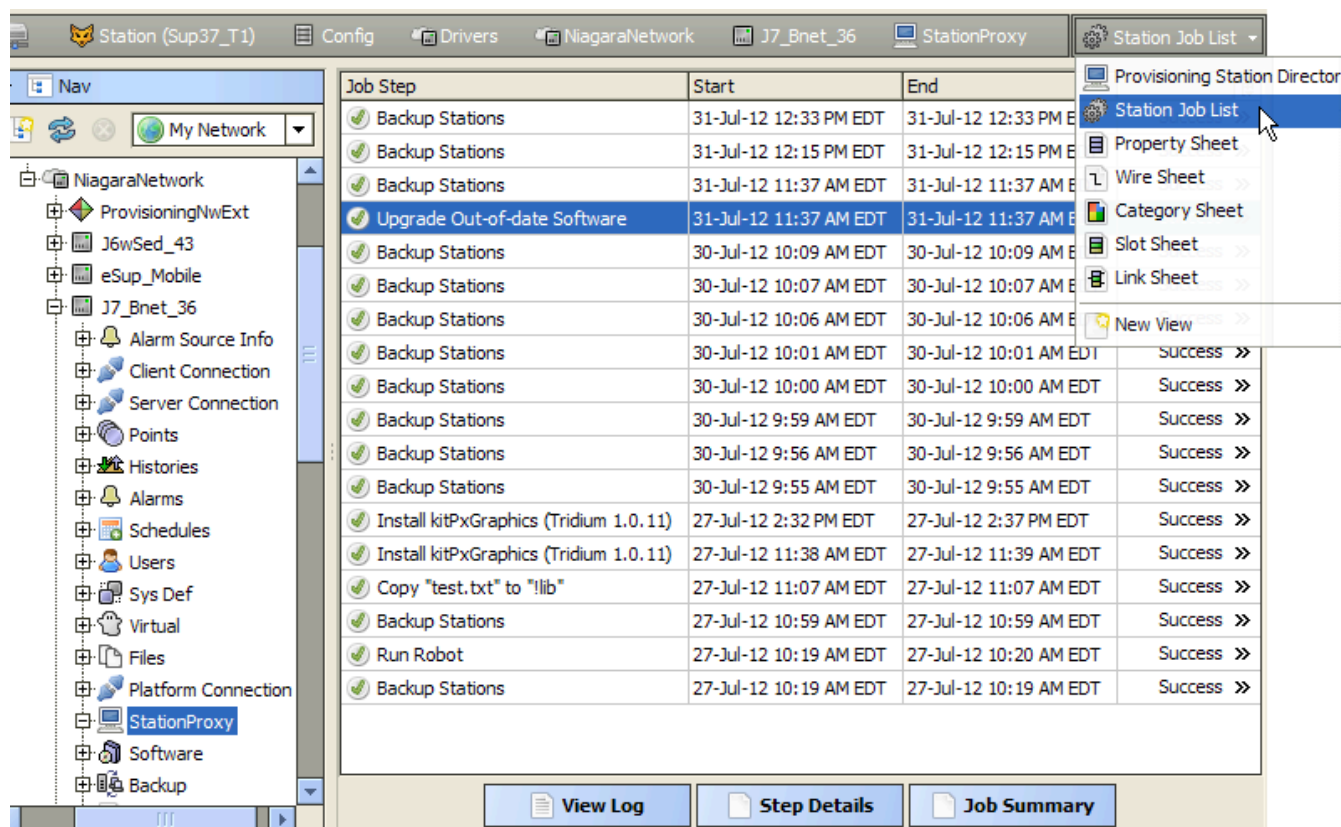 Station (Sup37_T1) Config Drivers NiagaraNetwork J7_Bnet_36 StationProxy Station Job List
Nav
My Network
NiagaraNetwork
ProvisioningNwExt
J6wSed_43
eSup_Mobile
J7_Bnet_36
Alarm Source Info
Client Connection
Server Connection
Points
Histories
Alarms
Schedules
Users
Sys Def
Virtual
Files
Platform Connection
StationProxy
Software
Backup
Job Step Start End
Backup Stations 31-Jul-12 12:33 PM EDT 31-Jul-12 12:33 PM E
Backup Stations 31-Jul-12 12:15 PM EDT 31-Jul-12 12:15 PM E
Backup Stations 31-Jul-12 11:37 AM EDT 31-Jul-12 11:37 AM E
Upgrade Out-of-date Software 31-Jul-12 11:37 AM EDT 31-Jul-12 11:37 AM E
Backup Stations 30-Jul-12 10:09 AM EDT 30-Jul-12 10:09 AM E
Backup Stations 30-Jul-12 10:07 AM EDT 30-Jul-12 10:07 AM E
Backup Stations 30-Jul-12 10:06 AM EDT 30-Jul-12 10:06 AM E
Backup Stations 30-Jul-12 10:01 AM EDT 30-Jul-12 10:01 AM EDT Success »
Backup Stations 30-Jul-12 10:00 AM EDT 30-Jul-12 10:00 AM EDT Success »
Backup Stations 30-Jul-12 9:59 AM EDT 30-Jul-12 9:59 AM EDT Success »
Backup Stations 30-Jul-12 9:56 AM EDT 30-Jul-12 9:56 AM EDT Success »
Backup Stations 30-Jul-12 9:55 AM EDT 30-Jul-12 9:55 AM EDT Success »
Install kitPxGraphics (Tridium 1.0.11) 27-Jul-12 2:32 PM EDT 27-Jul-12 2:37 PM EDT Success »
Install kitPxGraphics (Tridium 1.0.11) 27-Jul-12 11:38 AM EDT 27-Jul-12 11:39 AM EDT Success »
Copy "test.txt" to "!lib" 27-Jul-12 11:07 AM EDT 27-Jul-12 11:07 AM EDT Success »
Backup Stations 27-Jul-12 10:59 AM EDT 27-Jul-12 10:59 AM EDT Success »
Run Robot 27-Jul-12 10:19 AM EDT 27-Jul-12 10:20 AM EDT Success »
Backup Stations 27-Jul-12 10:19 AM EDT 27-Jul-12 10:19 AM EDT Success »
Provisioning Station Director
Station Job List
Property Sheet
Wire Sheet
Category Sheet
Slot Sheet
Link Sheet
New View
View Log Step Details Job Summary